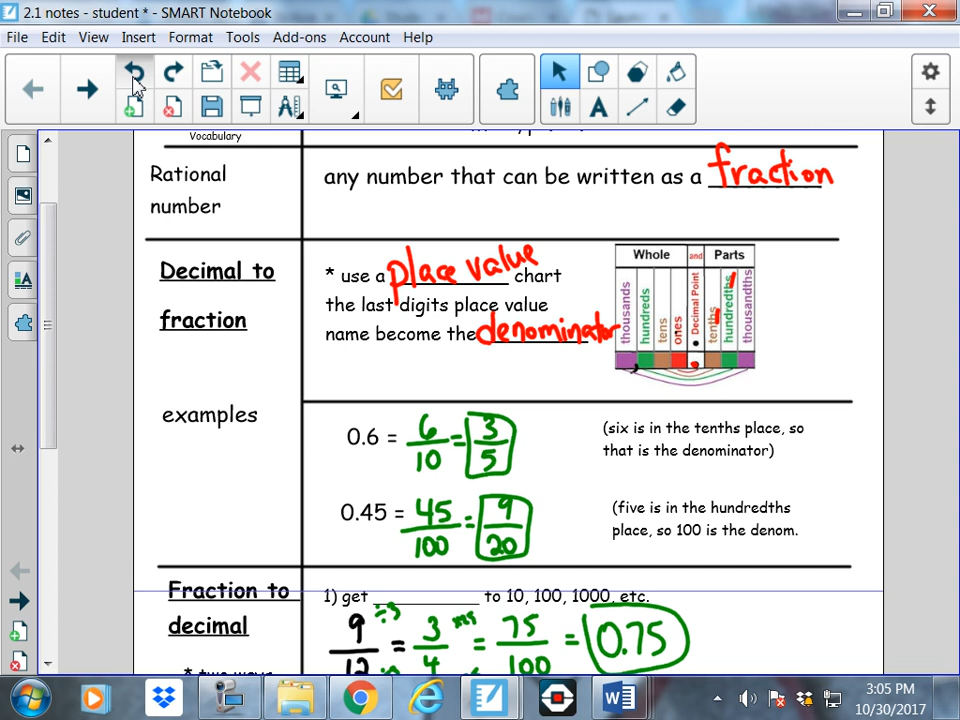 2.1 notes - student * - SMART Notebook
File Edit View Insert Format Tools Add-ons Account Help
Vocabulary
Rational
number
any number that can be written as a fraction
Decimal to
fraction
* use a place value chart
the last digits place value
name become the denominator
Whole and Parts
thousands hundreds tens ones Decimal Point tenths hundredths thousandths
examples
0.6 = 6/10 = 3/5
(six is in the tenths place, so
that is the denominator)
0.45 = 45/100 = 9/20
(five is in the hundredths
place, so 100 is the denom.
Fraction to
decimal
1) get ____________ to 10, 100, 1000, etc.
9/12 = 3/4 = 75/100 = 0.75
÷3
* two ways
3:05 PM
10/30/2017